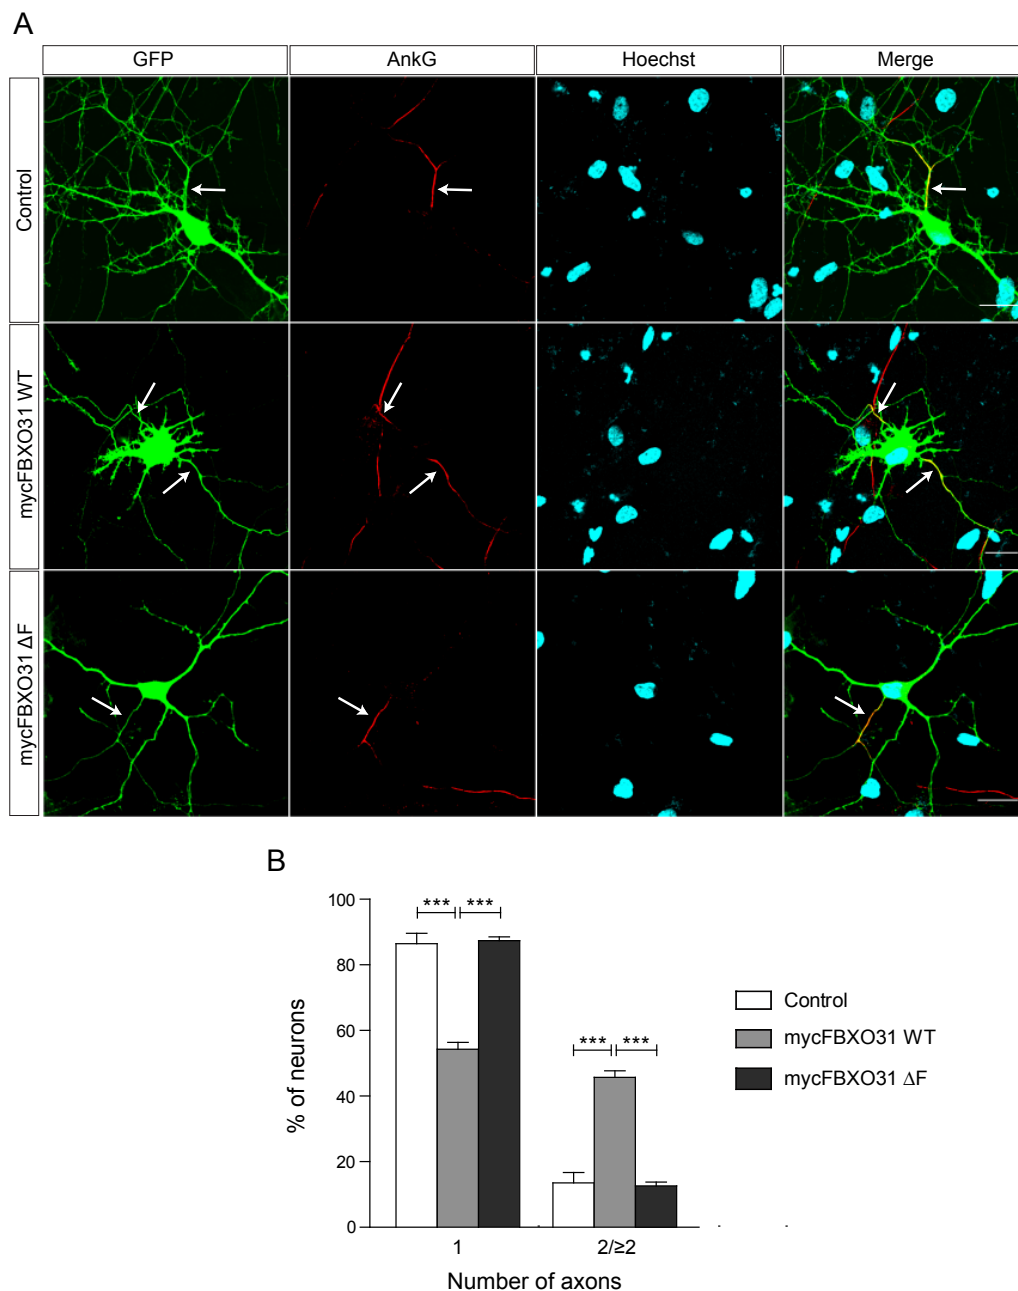 A
GFP
AnkG
Hoechst
Merge
Control
mycFBXO31 WT
mycFBXO31 ΔF
B
100
80
60
40
20
0
% of neurons
*** ***
*** ***
1
2/≥2
Number of axons
Control
mycFBXO31 WT
mycFBXO31 ΔF